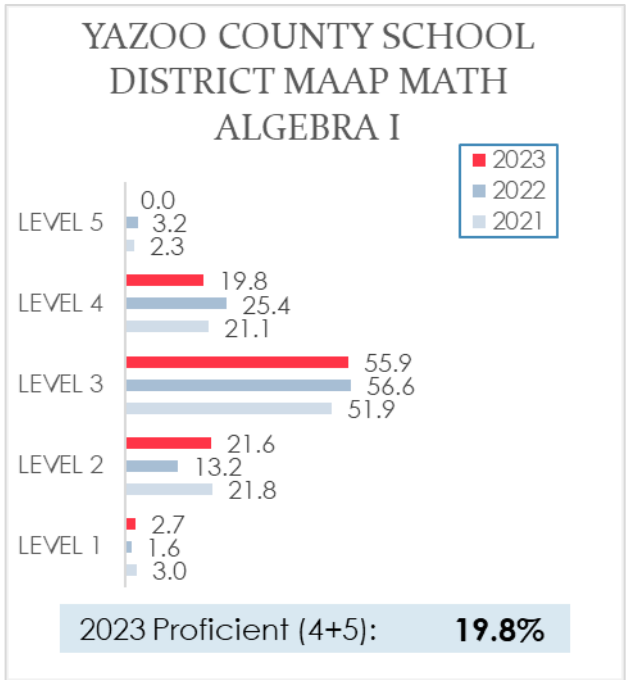 YAZOO COUNTY SCHOOL
DISTRICT MAAP MATH
ALGEBRA I
2023
2022
2021
LEVEL 5
0.0
3.2
2.3
LEVEL 4
19.8
25.4
21.1
LEVEL 3
55.9
56.6
51.9
LEVEL 2
21.6
13.2
21.8
LEVEL 1
2.7
1.6
3.0
2023 Proficient (4+5): 19.8%